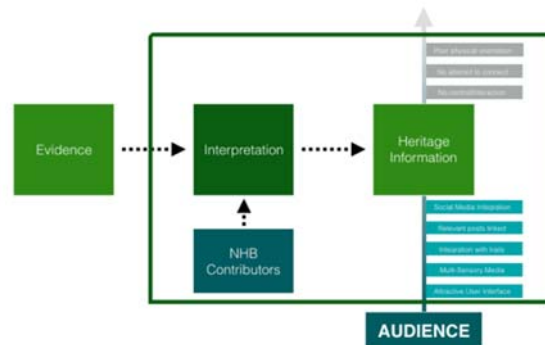 Poor physical orientation
No attempt to connect
No control/interaction
Evidence
Interpretation
Heritage
Information
NHB
Contributors
Social Media Integration
Relevant posts linked
Integration with trails
Multi-Sensory Media
Attractive User Interface
AUDIENCE